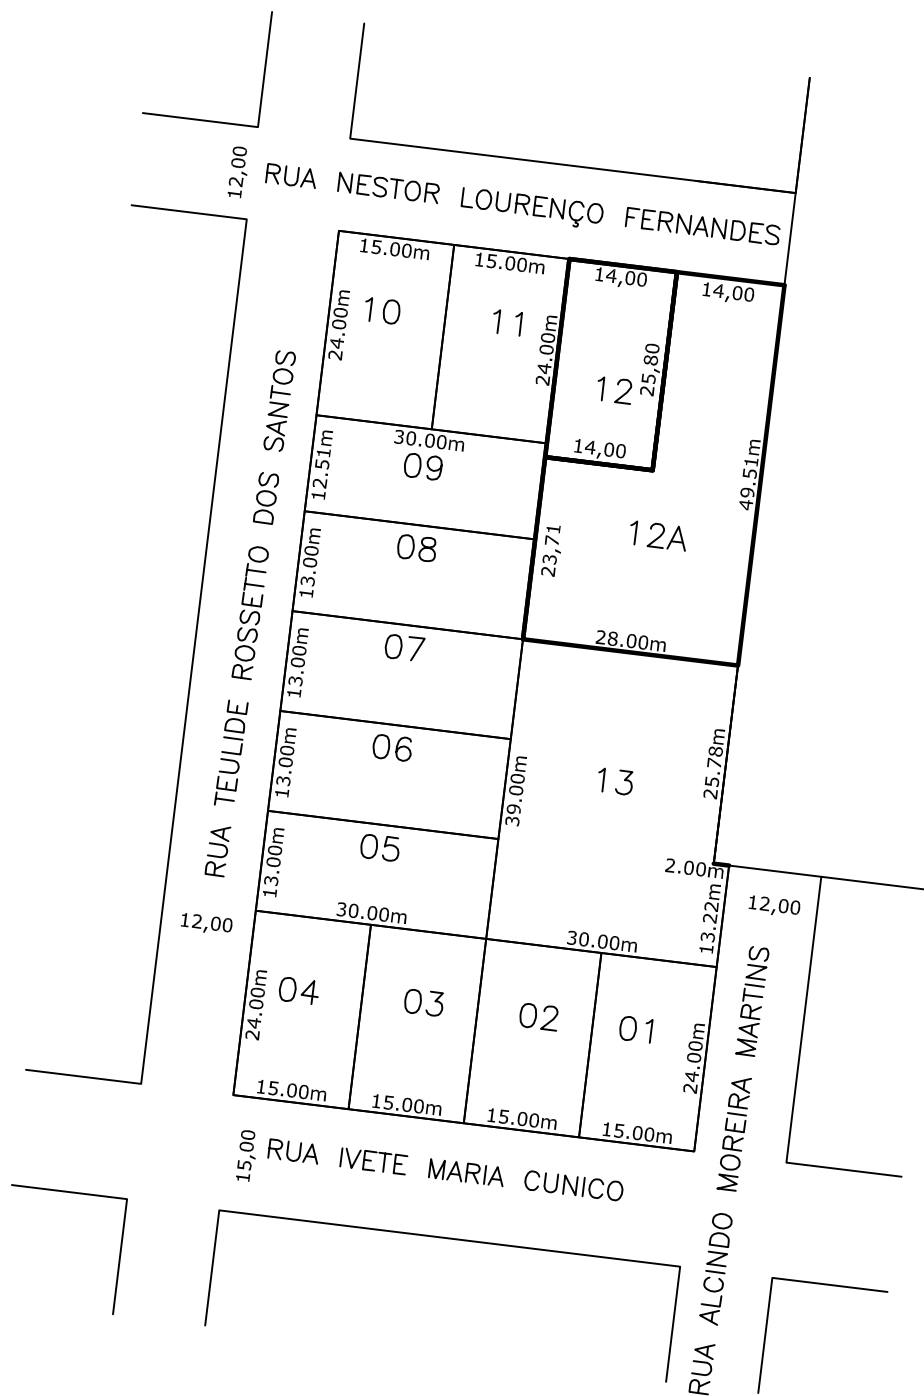 12,00
RUA NESTOR LOURENÇO FERNANDES
15.00m
15.00m
14,00
14,00
24.00m
10
11
24.00m
12
25,80
14,00
49.51m
RUA TEULIDE ROSSETTO DOS SANTOS
30.00m
12.51m
09
12A
23,71
13.00m
08
28.00m
13.00m
07
13.00m
06
39.00m
13
25.78m
13.00m
05
2.00m
12,00
30.00m
12,00
30.00m
13.22m
24.00m
04
03
02
01
24.00m
15.00m
15.00m
15.00m
15.00m
15,00
RUA IVETE MARIA CUNICO
RUA ALCINDO MOREIRA MARTINS